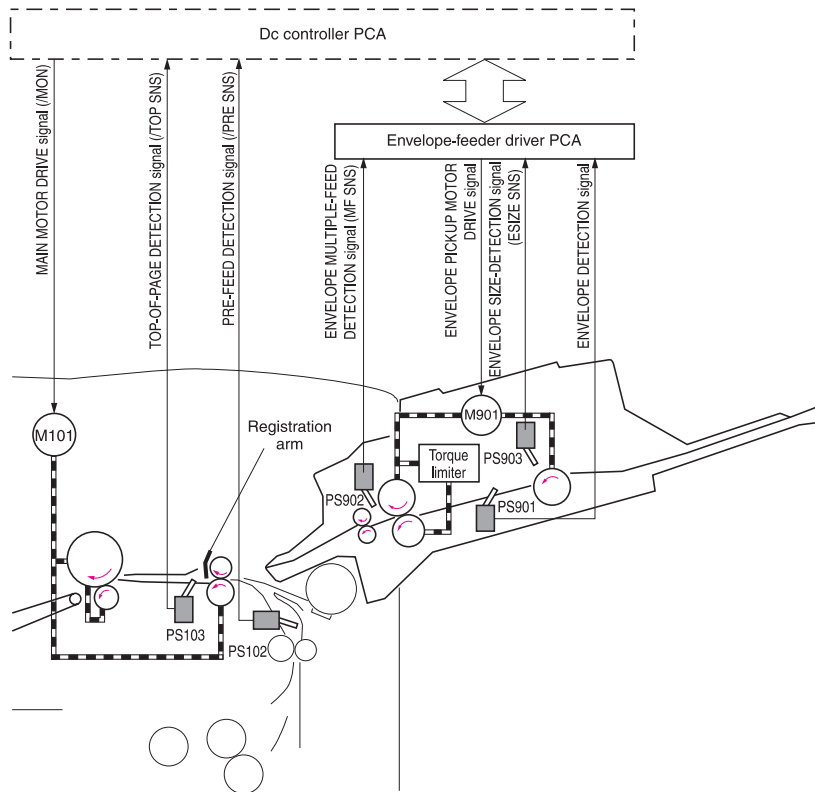 Dc controller PCA
Envelope-feeder driver PCA
MAIN MOTOR DRIVE signal (/MON)
TOP-OF-PAGE DETECTION signal (/TOP SNS)
PRE-FEED DETECTION signal (/PRE SNS)
ENVELOPE MULTIPLE-FEED
DETECTION signal (MF SNS)
ENVELOPE PICKUP MOTOR
DRIVE signal
ENVELOPE SIZE-DETECTION signal
(ESIZE SNS)
ENVELOPE DETECTION signal
M101
Registration
arm
M901
Torque
limiter
PS903
PS902
PS901
PS103
PS102